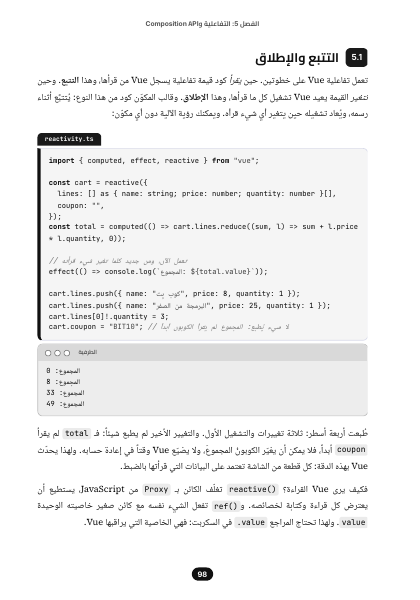 الفصل 5: التفاعلية وComposition API
5.1 التتبع والإطلاق
تعمل تفاعلية Vue على خطوتين. حين يقرأ كود قيمة تفاعلية يسجل Vue من قرأها، وهذا التتبع. وحين
تتغير القيمة يعيد Vue تشغيل كل ما قرأها، وهذا الإطلاق. وقالب المكوّن كود من هذا النوع: يُتتبَّع أثناء
رسمه، ويُعاد تشغيله حين يتغير أي شيء قرأه. ويمكنك رؤية الآلية دون أي مكوّن:
reactivity.ts
import { computed, effect, reactive } from "vue";
const cart = reactive({
lines: [] as { name: string; price: number; quantity: number }[],
coupon: "",
});
const total = computed(() => cart.lines.reduce((sum, l) => sum + l.price
* l.quantity, 0));
// تعمل الآن، ومن جديد كلما تغير شيء قرأته
effect(() => console.log(`المجموع: ${total.value}`));
cart.lines.push({ name: "كوب بت", price: 8, quantity: 1 });
cart.lines.push({ name: "البرمجة من الصفر", price: 25, quantity: 1 });
cart.lines[0]!.quantity = 3;
cart.coupon = "BIT10"; // لا شيء يُطبع: المجموع لم يقرأ الكوبون أبداً
الطرفية
المجموع: 0
المجموع: 8
المجموع: 33
المجموع: 49
طُبعت أربعة أسطر: ثلاثة تغييرات والتشغيل الأول. والتغيير الأخير لم يطبع شيئاً: فـ total لم يقرأ
coupon أبداً، فلا يمكن أن يغيّر الكوبونُ المجموعَ، ولا يضيّع Vue وقتاً في إعادة حسابه. ولهذا يحدّث
Vue بهذه الدقة: كل قطعة من الشاشة تعتمد على البيانات التي قرأتها بالضبط.
فكيف يرى Vue القراءة؟ reactive() تغلّف الكائن بـ Proxy من JavaScript، يستطيع أن
يعترض كل قراءة وكتابة لخصائصه. وref() تفعل الشيء نفسه مع كائن صغير خاصيته الوحيدة
value. ولهذا تحتاج المراجع .value في السكربت: فهي الخاصية التي يراقبها Vue.
98